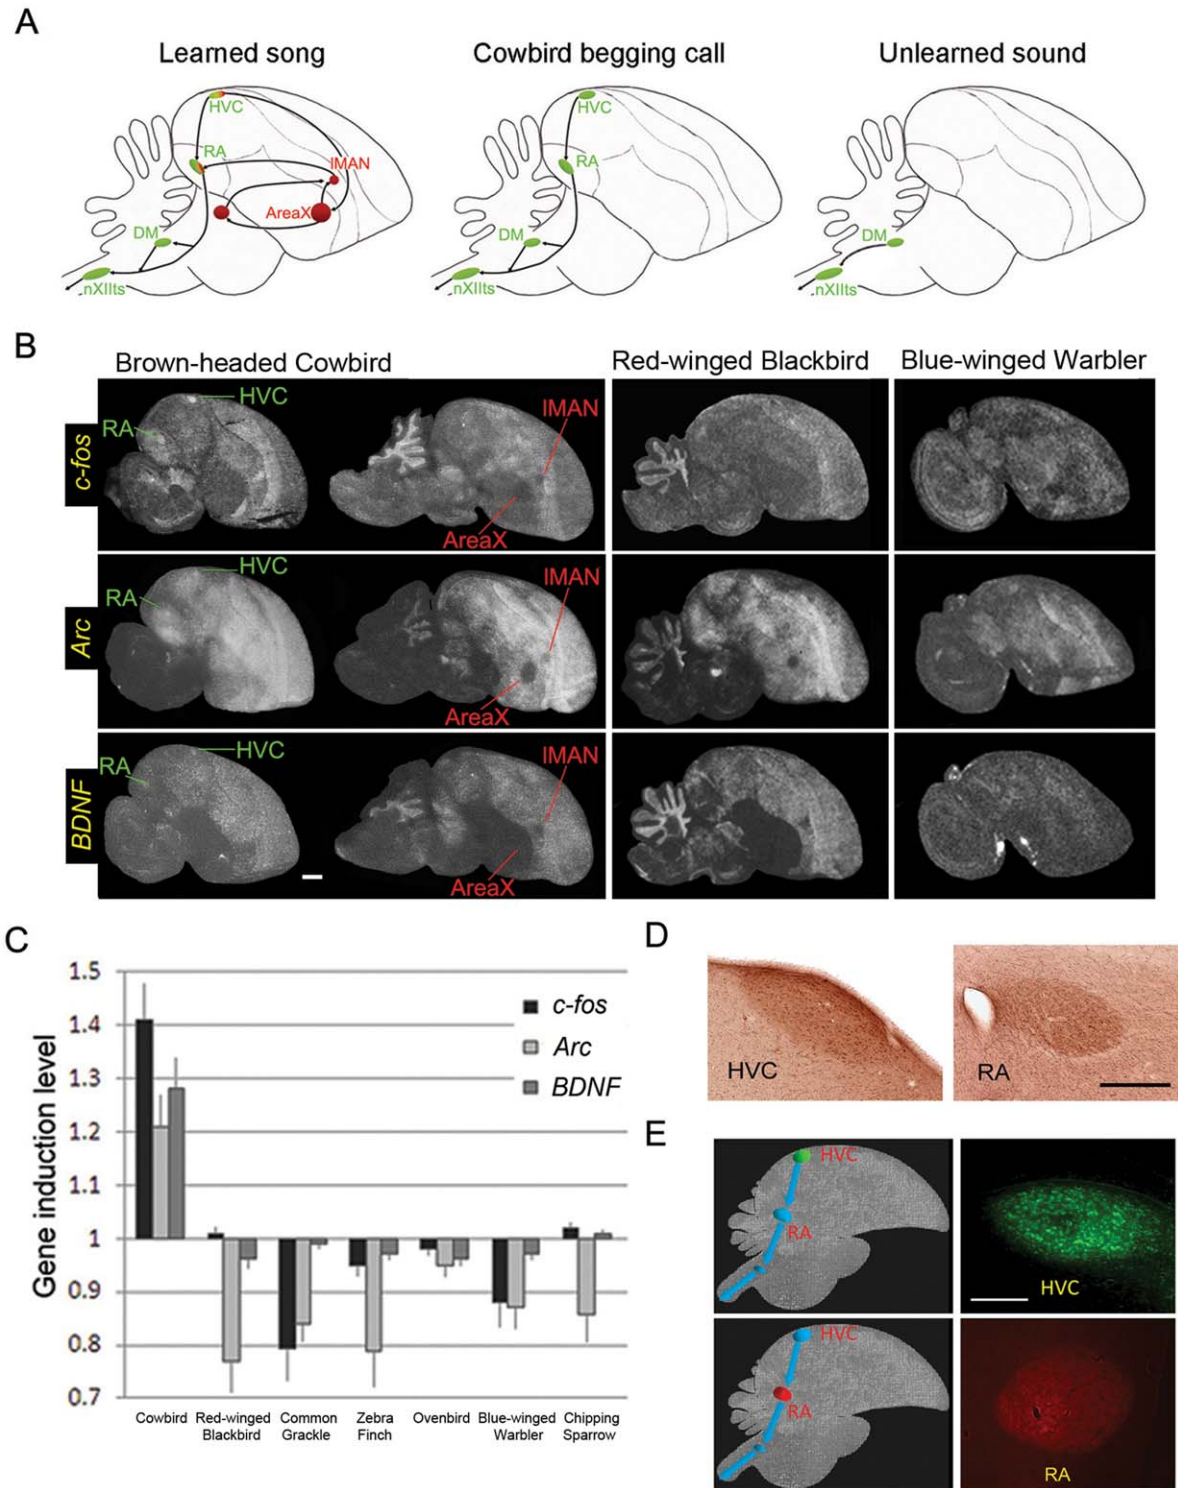 A
Learned song
Cowbird begging call
Unlearned sound
HVC
RA
lMAN
AreaX
DM
nXIIts
HVC
RA
DM
nXIIts
DM
nXIIts
B
Brown-headed Cowbird
Red-winged Blackbird
Blue-winged Warbler
c-fos
RA
HVC
lMAN
AreaX
Arc
RA
HVC
lMAN
AreaX
BDNF
RA
HVC
lMAN
AreaX
C
Gene induction level
1.5
1.4
1.3
1.2
1.1
1
0.9
0.8
0.7
c-fos
Arc
BDNF
Cowbird
Red-winged Blackbird
Common Grackle
Zebra Finch
Ovenbird
Blue-winged Warbler
Chipping Sparrow
D
HVC
RA
E
HVC
RA
HVC
HVC
RA
RA